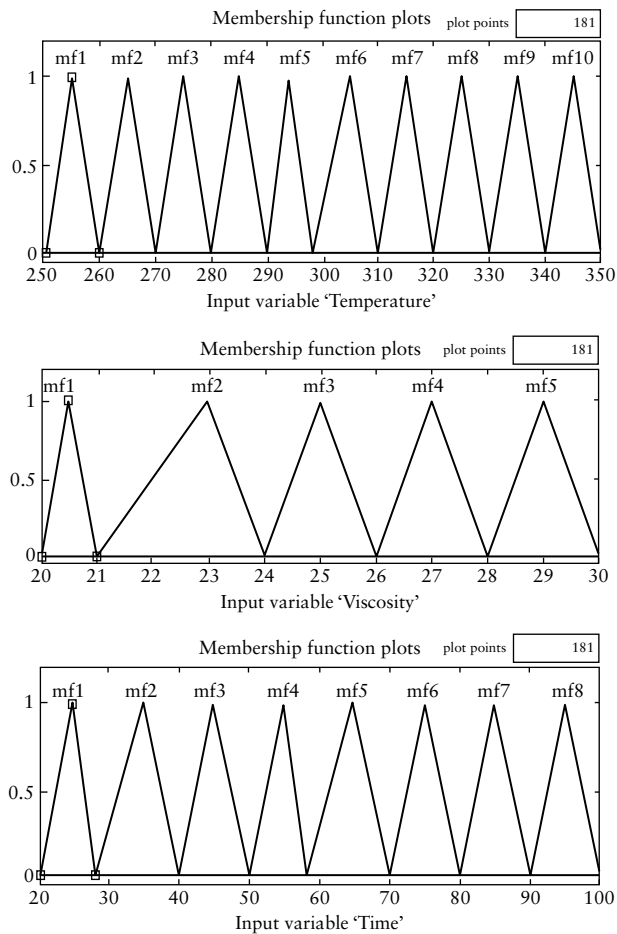 Membership function plots plot points 181
mf1 mf2 mf3 mf4 mf5 mf6 mf7 mf8 mf9 mf10
1
0.5
0
250 260 270 280 290 300 310 320 330 340 350
Input variable ‘Temperature’
Membership function plots plot points 181
mf1 mf2 mf3 mf4 mf5
1
0.5
0
20 21 22 23 24 25 26 27 28 29 30
Input variable ‘Viscosity’
Membership function plots plot points 181
mf1 mf2 mf3 mf4 mf5 mf6 mf7 mf8
1
0.5
0
20 30 40 50 60 70 80 90 100
Input variable ‘Time’